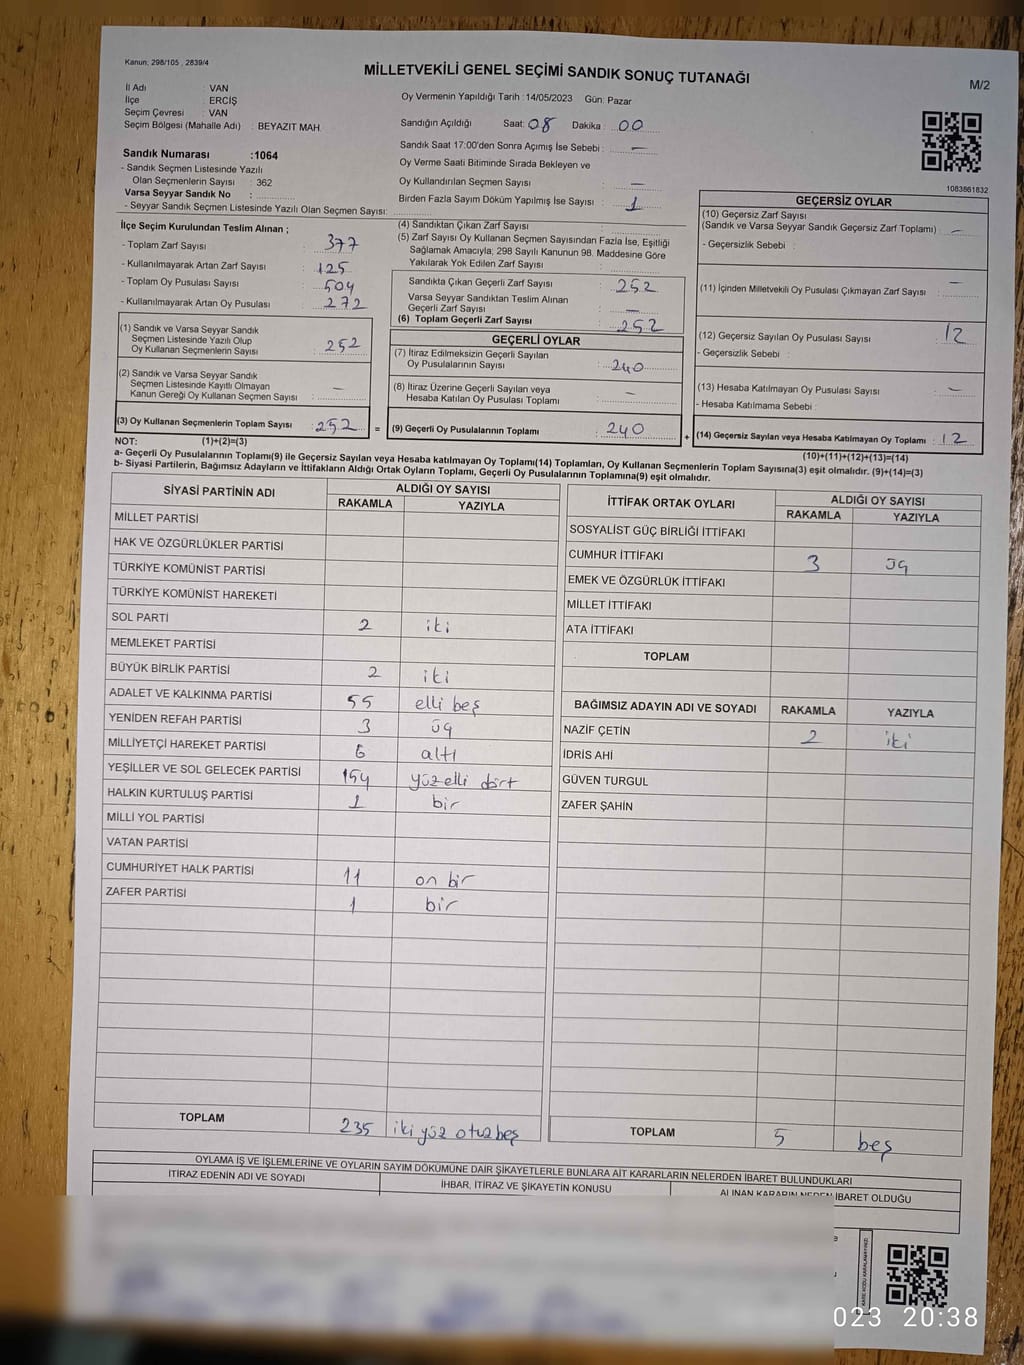 Kanun; 298/105 , 2839/4
MİLLETVEKİLİ GENEL SEÇİMİ SANDIK SONUÇ TUTANAĞI
M/2
İl Adı : VAN
İlçe : ERCİŞ
Seçim Çevresi : VAN
Seçim Bölgesi (Mahalle Adı) : BEYAZIT MAH.
Sandık Numarası :1064
- Sandık Seçmen Listesinde Yazılı
Olan Seçmenlerin Sayısı : 362
Varsa Seyyar Sandık No :
- Seyyar Sandık Seçmen Listesinde Yazılı Olan Seçmen Sayısı:
Oy Vermenin Yapıldığı Tarih :14/05/2023 Gün: Pazar
Sandığın Açıldığı Saat: 08 Dakika : 00
Sandık Saat 17:00'den Sonra Açımış İse Sebebi : —
Oy Verme Saati Bitiminde Sırada Bekleyen ve
Oy Kullandırılan Seçmen Sayısı : —
Birden Fazla Sayım Döküm Yapılmış İse Sayısı : 1
1083861832
İlçe Seçim Kurulundan Teslim Alınan ;
- Toplam Zarf Sayısı : 377
- Kullanılmayarak Artan Zarf Sayısı : 125
- Toplam Oy Pusulası Sayısı : 504
- Kullanılmayarak Artan Oy Pusulası : 272
(1) Sandık ve Varsa Seyyar Sandık
Seçmen Listesinde Yazılı Olup
Oy Kullanan Seçmenlerin Sayısı : 252
(2) Sandık ve Varsa Seyyar Sandık
Seçmen Listesinde Kayıtlı Olmayan
Kanun Gereği Oy Kullanan Seçmen Sayısı : —
(3) Oy Kullanan Seçmenlerin Toplam Sayısı : 252
(4) Sandıktan Çıkan Zarf Sayısı :
(5) Zarf Sayısı Oy Kullanan Seçmen Sayısından Fazla İse, Eşitliği
Sağlamak Amacıyla; 298 Sayılı Kanunun 98. Maddesine Göre
Yakılarak Yok Edilen Zarf Sayısı :
Sandıkta Çıkan Geçerli Zarf Sayısı : 252
Varsa Seyyar Sandıktan Teslim Alınan
Geçerli Zarf Sayısı : —
(6) Toplam Geçerli Zarf Sayısı : 252
GEÇERLİ OYLAR
(7) İtiraz Edilmeksizin Geçerli Sayılan
Oy Pusulalarının Sayısı : 240
(8) İtiraz Üzerine Geçerli Sayılan veya
Hesaba Katılan Oy Pusulası Toplamı : —
= (9) Geçerli Oy Pusulalarının Toplamı : 240
GEÇERSİZ OYLAR
(10) Geçersiz Zarf Sayısı
(Sandık ve Varsa Seyyar Sandık Geçersiz Zarf Toplamı) : —
- Geçersizlik Sebebi :
(11) İçinden Milletvekili Oy Pusulası Çıkmayan Zarf Sayısı : —
(12) Geçersiz Sayılan Oy Pusulası Sayısı : 12
- Geçersizlik Sebebi :
(13) Hesaba Katılmayan Oy Pusulası Sayısı : —
- Hesaba Katılmama Sebebi :
+ (14) Geçersiz Sayılan veya Hesaba Katılmayan Oy Toplamı : 12
NOT: (1)+(2)=(3)
(10)+(11)+(12)+(13)=(14)
a- Geçerli Oy Pusulasının Toplamı(9) ile Geçersiz Sayılan veya Hesaba katılmayan Oy Toplamı(14) Toplamları, Oy Kullanan Seçmenlerin Toplam Sayısına(3) eşit olmalıdır. (9)+(14)=(3)
b- Siyasi Partilerin, Bağımsız Adayların ve İttifakların Aldığı Ortak Oyların Toplamı, Geçerli Oy Pusulalarının Toplamına(9) eşit olmalıdır.
SİYASİ PARTİNİN ADI ALDIĞI OY SAYISI
RAKAMLA YAZIYLA
MİLLET PARTİSİ
HAK VE ÖZGÜRLÜKLER PARTİSİ
TÜRKİYE KOMÜNİST PARTİSİ
TÜRKİYE KOMÜNİST HAREKETİ
SOL PARTİ 2 iki
MEMLEKET PARTİSİ
BÜYÜK BİRLİK PARTİSİ 2 iki
ADALET VE KALKINMA PARTİSİ 55 elli beş
YENİDEN REFAH PARTİSİ 3 üç
MİLLİYETÇİ HAREKET PARTİSİ 6 altı
YEŞİLLER VE SOL GELECEK PARTİSİ 154 yüzelli dört
HALKIN KURTULUŞ PARTİSİ 1 bir
MİLLİ YOL PARTİSİ
VATAN PARTİSİ
CUMHURİYET HALK PARTİSİ 11 on bir
ZAFER PARTİSİ 1 bir
TOPLAM 235 iki yüz otuz beş
İTTİFAK ORTAK OYLARI ALDIĞI OY SAYISI
RAKAMLA YAZIYLA
SOSYALİST GÜÇ BİRLİĞİ İTTİFAKI
CUMHUR İTTİFAKI 3 üç
EMEK VE ÖZGÜRLÜK İTTİFAKI
MİLLET İTTİFAKI
ATA İTTİFAKI
TOPLAM
BAĞIMSIZ ADAYIN ADI VE SOYADI RAKAMLA YAZIYLA
NAZİF ÇETİN 2 iki
İDRİS AHİ
GÜVEN TURGUL
ZAFER ŞAHİN
TOPLAM 5 beş
OYLAMA İŞ VE İŞLEMLERİNE VE OYLARIN SAYIM DÖKÜMÜNE DAİR ŞİKAYETLERLE BUNLARA AİT KARARLARIN NELERDEN İBARET BULUNDUKLARI
İTİRAZ EDENİN ADI VE SOYADI İHBAR, İTİRAZ VE ŞİKAYETİN KONUSU ALINAN KARARIN NEDEN İBARET OLDUĞU
023 20:38